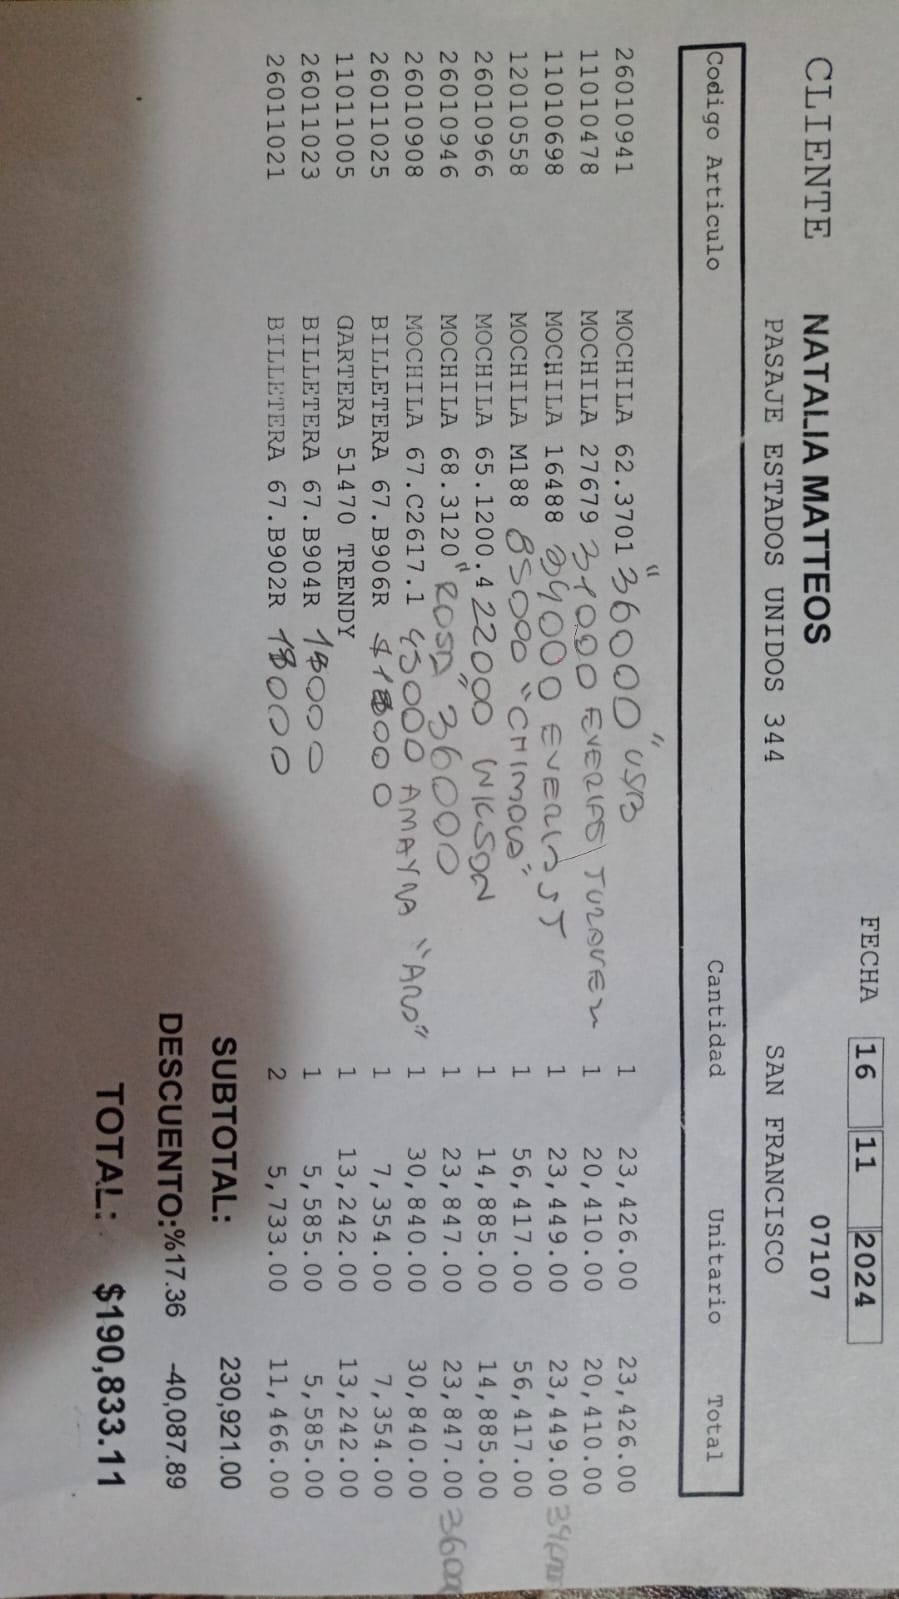 FECHA 16 11 2024
CLIENTE NATALIA MATTEOS 07107
PASAJE ESTADOS UNIDOS 344 SAN FRANCISCO
Codigo Articulo Cantidad Unitario Total
26010941 MOCHILA 62.3701 "36000" USB 1 23,426.00 23,426.00
11010478 MOCHILA 27679 31000 1 20,410.00 20,410.00
11010698 MOCHILA 16488 34000 EVERLAST 1 23,449.00 23,449.00
12010558 MOCHILA M188 85000 "CHIMOLA" 1 56,417.00 56,417.00
26010966 MOCHILA 65.1200.4 22000 WILSON 1 14,885.00 14,885.00
26010946 MOCHILA 68.3120 "ROSA" 36000 1 23,847.00 23,847.00 36000
26010908 MOCHILA 67.C2617.1 45000 AMAYRA 1 30,840.00 30,840.00
26011025 BILLETERA 67.B906R 1 7,354.00 7,354.00
11011005 CARTERA 51470 TRENDY 1 13,242.00 13,242.00
26011023 BILLETERA 67.B904R 1 5,585.00 5,585.00
26011021 BILLETERA 67.B902R 2 5,733.00 11,466.00
SUBTOTAL: 230,921.00
DESCUENTO:%17.36 -40,087.89
TOTAL: $190,833.11